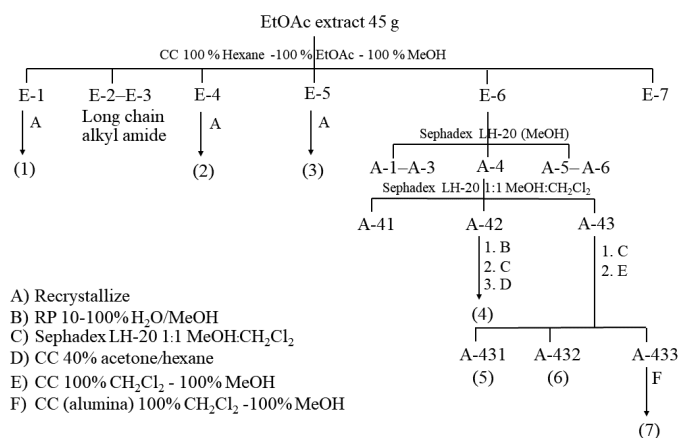 EtOAc extract 45 g
CC 100 % Hexane -100 % EtOAc - 100 % MeOH
E-1 E-2–E-3 E-4 E-5 E-6 E-7
Long chain
alkyl amide
A A A
(1) (2) (3)
Sephadex LH-20 (MeOH)
A-1–A-3 A-4 A-5–A-6
Sephadex LH-20 1:1 MeOH:CH₂Cl₂
A-41 A-42 A-43
1. B
2. C
3. D
1. C
2. E
(4)
A-431 A-432 A-433
(5) (6) F
(7)
A) Recrystallize
B) RP 10-100% H₂O/MeOH
C) Sephadex LH-20 1:1 MeOH:CH₂Cl₂
D) CC 40% acetone/hexane
E) CC 100% CH₂Cl₂ - 100% MeOH
F) CC (alumina) 100% CH₂Cl₂ -100% MeOH